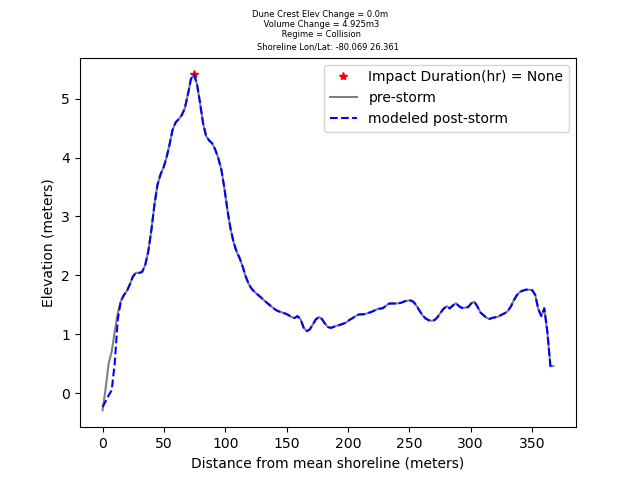 Dune Crest Elev Change = 0.0m
Volume Change = 4.925m3
Regime = Collision
Shoreline Lon/Lat: -80.069 26.361
Impact Duration(hr) = None
pre-storm
modeled post-storm
Elevation (meters)
5
4
3
2
1
0
0 50 100 150 200 250 300 350
Distance from mean shoreline (meters)